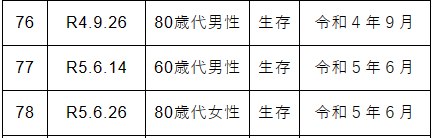 76 R4.9.26 80歳代男性 生存 令和４年９月
77 R5.6.14 60歳代男性 生存 令和５年６月
78 R5.6.26 80歳代女性 生存 令和５年６月